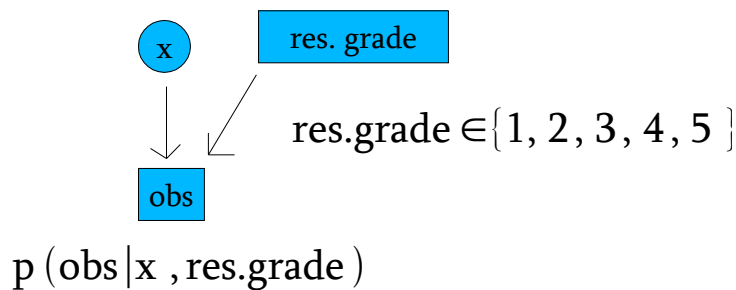 x
res. grade
res.grade ∈{1, 2, 3, 4, 5 }
obs
p (obs|x , res.grade )